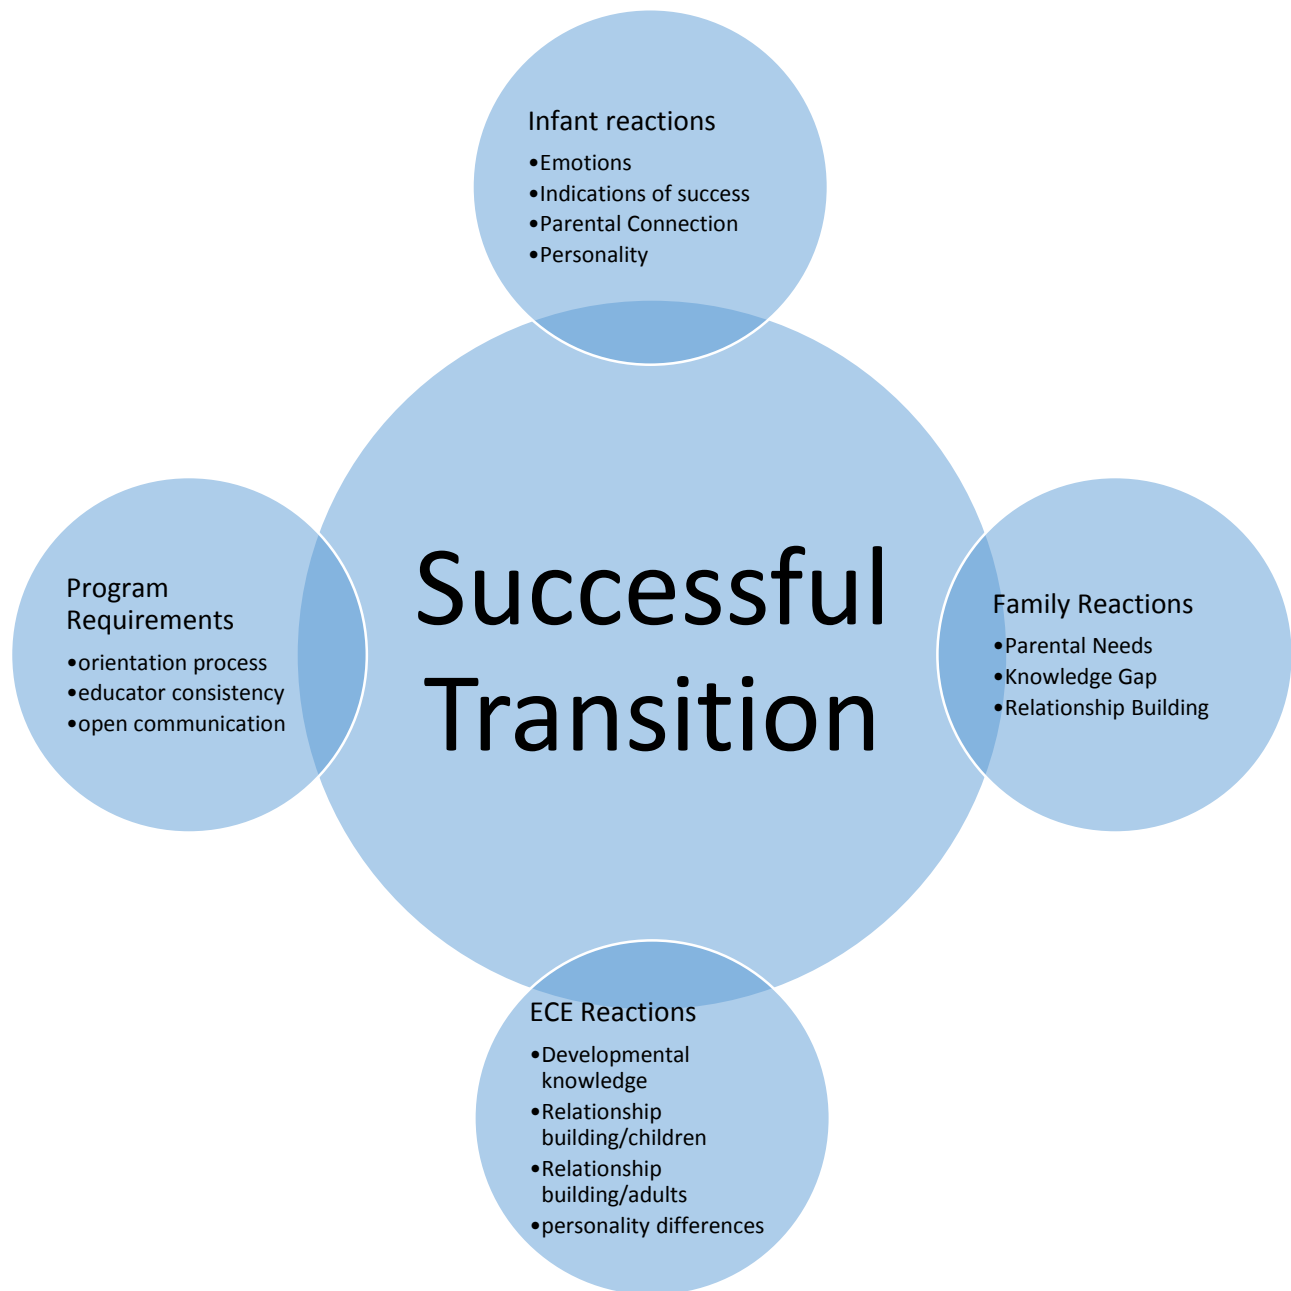 Infant reactions
•Emotions
•Indications of success
•Parental Connection
•Personality
Successful
Transition
Family Reactions
•Parental Needs
•Knowledge Gap
•Relationship Building
ECE Reactions
•Developmental
knowledge
•Relationship
building/children
•Relationship
building/adults
•personality differences
Program
Requirements
•orientation process
•educator consistency
•open communication